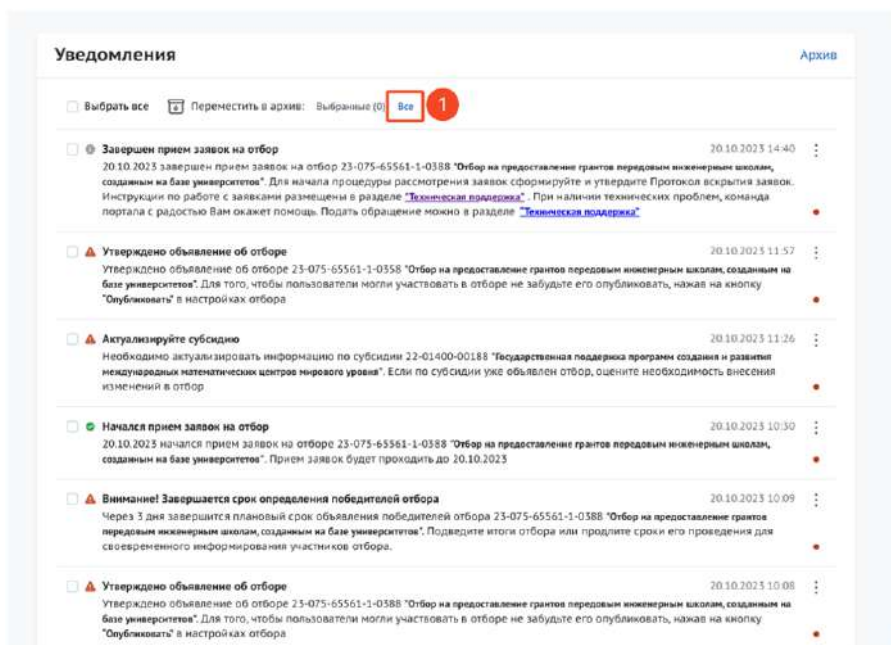 Уведомления
Архив
Выбрать все Переместить в архив: Выбранные (0) Все 1
Завершен прием заявок на отбор 20.10.2023 14:40
20.10.2023 завершен прием заявок на отбор 23-075-65561-1-0388 "Отбор на предоставление грантов передовым инженерным школам,
созданным на базе университетов". Для начала процедуры рассмотрения заявок сформируйте и утвердите Протокол вскрытия заявок.
Инструкции по работе с заявками размещены в разделе "Техническая поддержка" . При наличии технических проблем, команда
портала с радостью Вам окажет помощь. Подать обращение можно в разделе "Техническая поддержка"
Утверждено объявление об отборе 20.10.2023 11:57
Утверждено объявление об отборе 23-075-65561-1-0358 "Отбор на предоставление грантов передовым инженерным школам, созданным на
базе университетов". Для того, чтобы пользователи могли участвовать в отборе не забудьте его опубликовать, нажав на кнопку
"Опубликовать" в настройках отбора
Актуализируйте субсидию 20.10.2023 11:26
Необходимо актуализировать информацию по субсидии 22-01400-00188 "Государственная поддержка программ создания и развития
международных математических центров мирового уровня". Если по субсидии уже объявлен отбор, оцените необходимость внесения
изменений в отбор
Начался прием заявок на отбор 20.10.2023 10:30
20.10.2023 начался прием заявок на отборе 23-075-65561-1-0388 "Отбор на предоставление грантов передовым инженерным школам,
созданным на базе университетов". Прием заявок будет проходить до 20.10.2023
Внимание! Завершается срок определения победителей отбора 20.10.2023 10:09
Через 3 дня завершится плановый срок объявления победителей отбора 23-075-65561-1-0388 "Отбор на предоставление грантов
передовым инженерным школам, созданным на базе университетов". Подведите итоги отбора или продлите сроки его проведения для
своевременного информирования участников отбора.
Утверждено объявление об отборе 20.10.2023 10:08
Утверждено объявление об отборе 23-075-65561-1-0388 "Отбор на предоставление грантов передовым инженерным школам, созданным на
базе университетов". Для того, чтобы пользователи могли участвовать в отборе не забудьте его опубликовать, нажав на кнопку
"Опубликовать" в настройках отбора